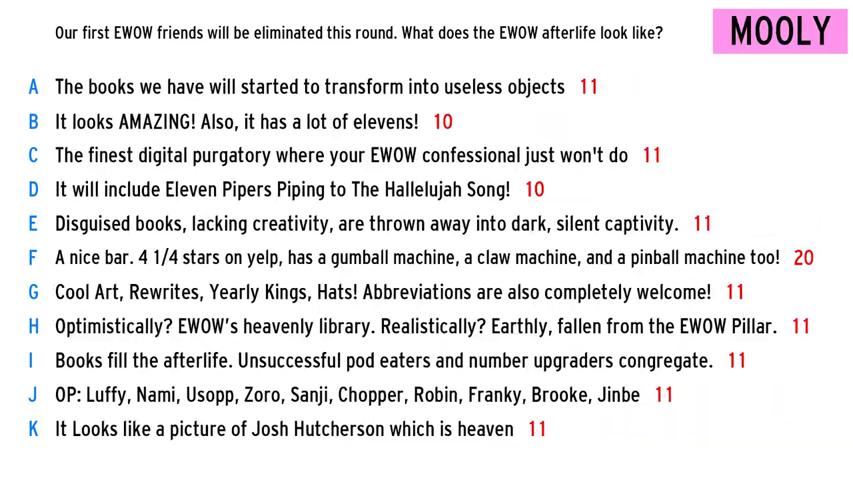 Our first EWOW friends will be eliminated this round. What does the EWOW afterlife look like?
MOOLY
A The books we have will started to transform into useless objects 11
B It looks AMAZING! Also, it has a lot of elevens! 10
C The finest digital purgatory where your EWOW confessional just won't do 11
D It will include Eleven Pipers Piping to The Hallelujah Song! 10
E Disguised books, lacking creativity, are thrown away into dark, silent captivity. 11
F A nice bar. 4 1/4 stars on yelp, has a gumball machine, a claw machine, and a pinball machine too! 20
G Cool Art, Rewrites, Yearly Kings, Hats! Abbreviations are also completely welcome! 11
H Optimistically? EWOW's heavenly library. Realistically? Earthly, fallen from the EWOW Pillar. 11
I Books fill the afterlife. Unsuccessful pod eaters and number upgraders congregate. 11
J OP: Luffy, Nami, Usopp, Zoro, Sanji, Chopper, Robin, Franky, Brooke, Jinbe 11
K It Looks like a picture of Josh Hutcherson which is heaven 11